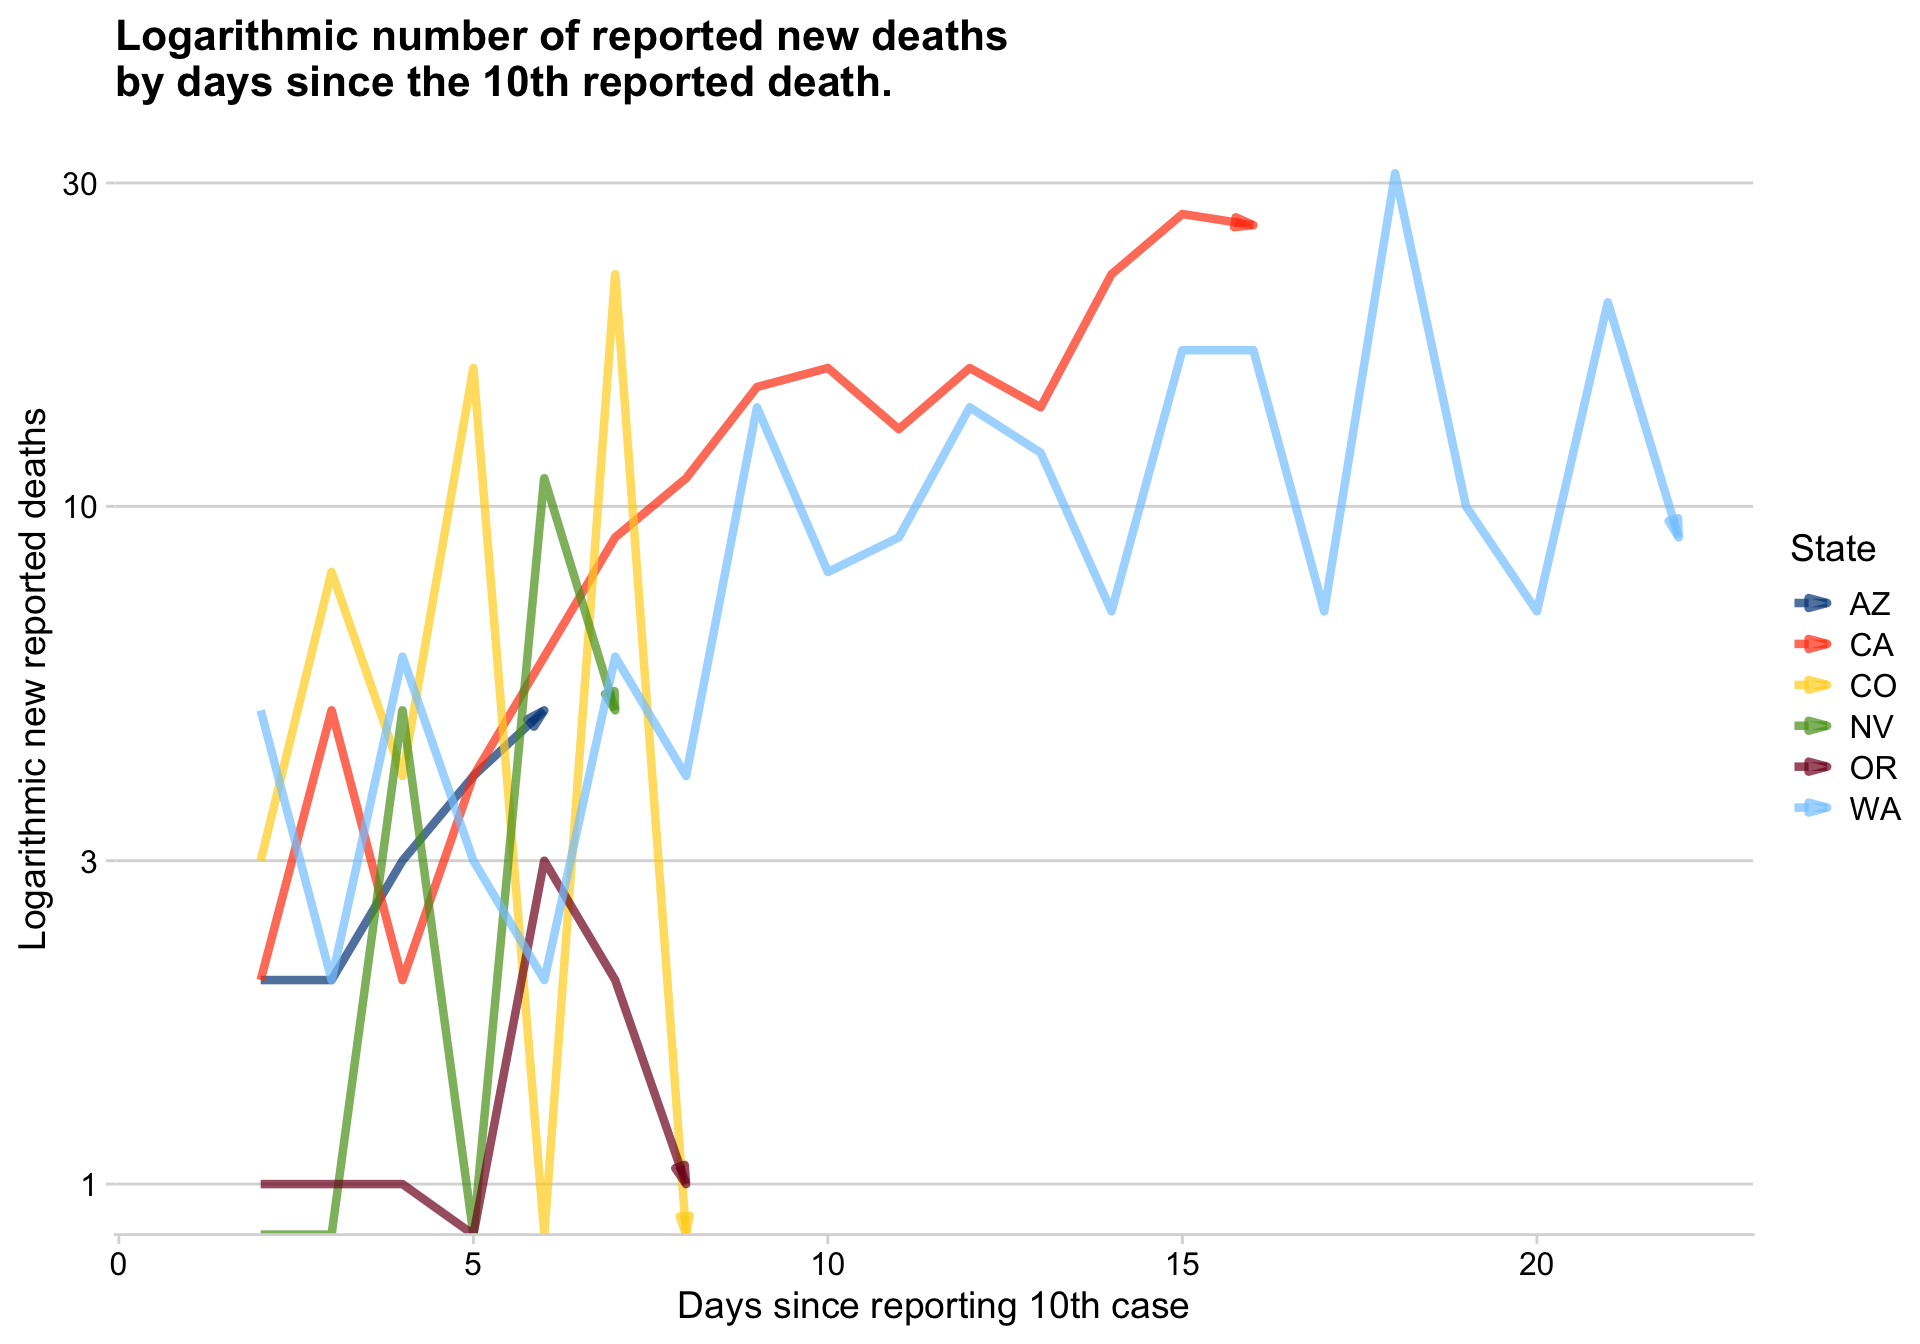 Logarithmic number of reported new deaths
by days since the 10th reported death.
30
10
3
1
Logarithmic new reported deaths
0 5 10 15 20
Days since reporting 10th case
State
AZ
CA
CO
NV
OR
WA